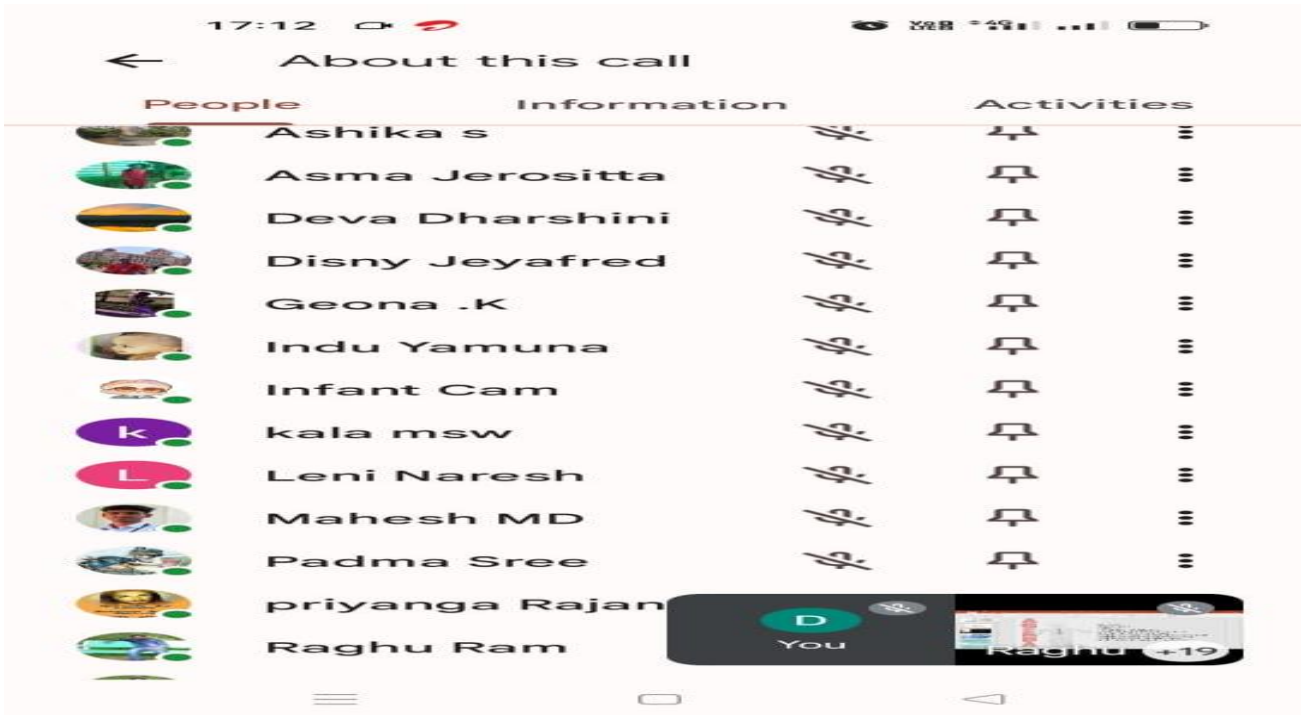 17:12
About this call
People Information Activities
Ashika s
Asma Jerositta
Deva Dharshini
Disny Jeyafred
Geona .K
Indu Yamuna
Infant Cam
k kala msw
L Leni Naresh
Mahesh MD
Padma Sree
priyanga Rajan
Raghu Ram
D
You
Raghu +19